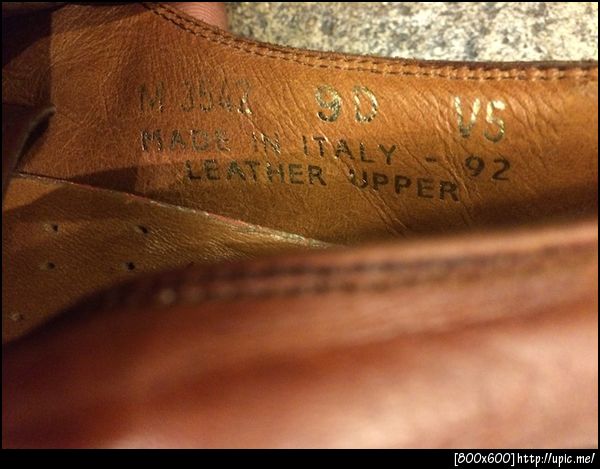 M 3542 9D V5
MADE IN ITALY - 92
LEATHER UPPER
[800x600]http://upic.me/